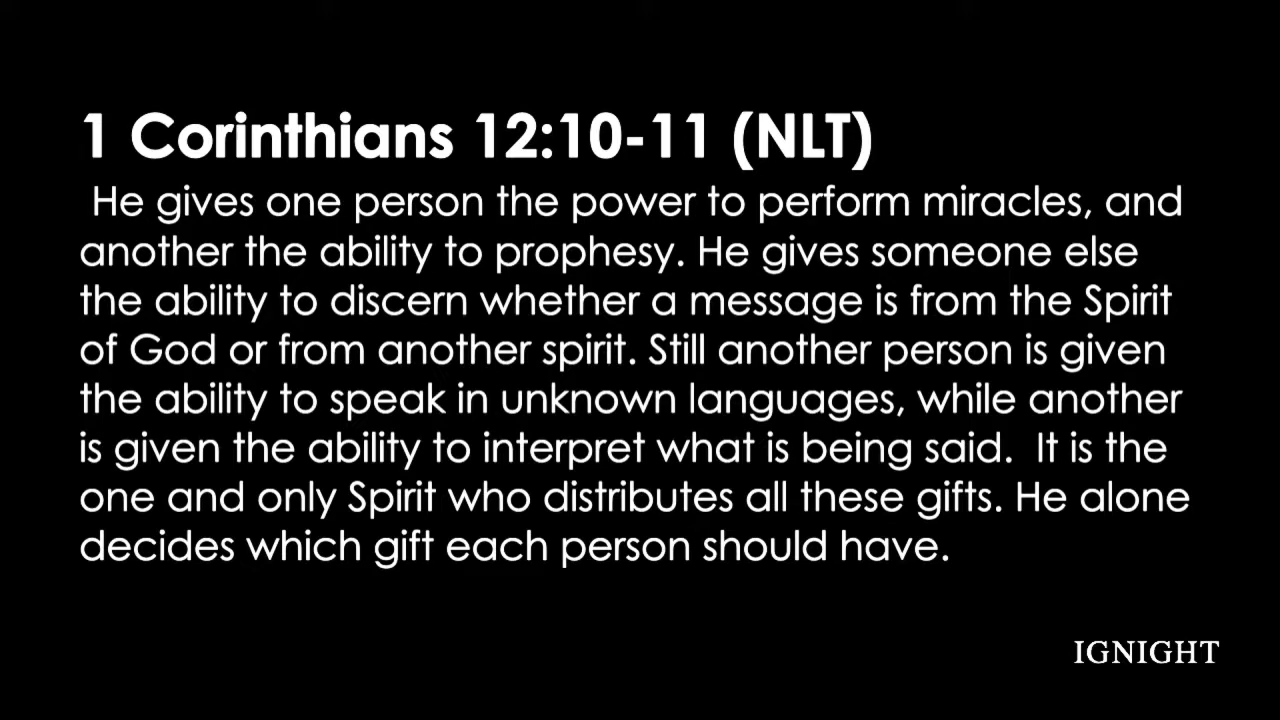 1 Corinthians 12:10-11 (NLT)
He gives one person the power to perform miracles, and
another the ability to prophesy. He gives someone else
the ability to discern whether a message is from the Spirit
of God or from another spirit. Still another person is given
the ability to speak in unknown languages, while another
is given the ability to interpret what is being said.  It is the
one and only Spirit who distributes all these gifts. He alone
decides which gift each person should have.
IGNIGHT